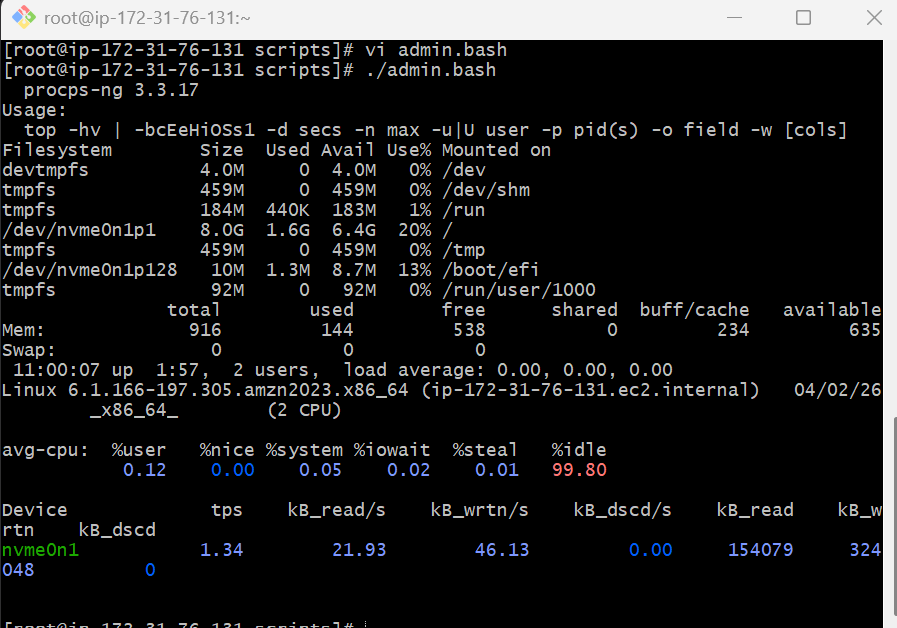 root@ip-172-31-76-131:~
[root@ip-172-31-76-131 scripts]# vi admin.bash
[root@ip-172-31-76-131 scripts]# ./admin.bash
  procps-ng 3.3.17
Usage:
  top -hv | -bcEeHiOSs1 -d secs -n max -u|U user -p pid(s) -o field -w [cols]
Filesystem        Size  Used Avail Use% Mounted on
devtmpfs          4.0M     0  4.0M   0% /dev
tmpfs             459M     0  459M   0% /dev/shm
tmpfs             184M  440K  183M   1% /run
/dev/nvme0n1p1    8.0G  1.6G  6.4G  20% /
tmpfs             459M     0  459M   0% /tmp
/dev/nvme0n1p128   10M  1.3M  8.7M  13% /boot/efi
tmpfs              92M     0   92M   0% /run/user/1000
               total        used        free      shared  buff/cache   available
Mem:             916         144         538           0         234         635
Swap:              0           0           0
 11:00:07 up  1:57,  2 users,  load average: 0.00, 0.00, 0.00
Linux 6.1.166-197.305.amzn2023.x86_64 (ip-172-31-76-131.ec2.internal)   04/02/26
        _x86_64_        (2 CPU)
avg-cpu:  %user   %nice %system %iowait  %steal   %idle
           0.12    0.00    0.05    0.02    0.01   99.80
Device             tps    kB_read/s    kB_wrtn/s    kB_dscd/s    kB_read    kB_w
rtn    kB_dscd
nvme0n1           1.34        21.93        46.13         0.00     154079     324
048          0
[root@ip-172-31-76-131 scripts]#